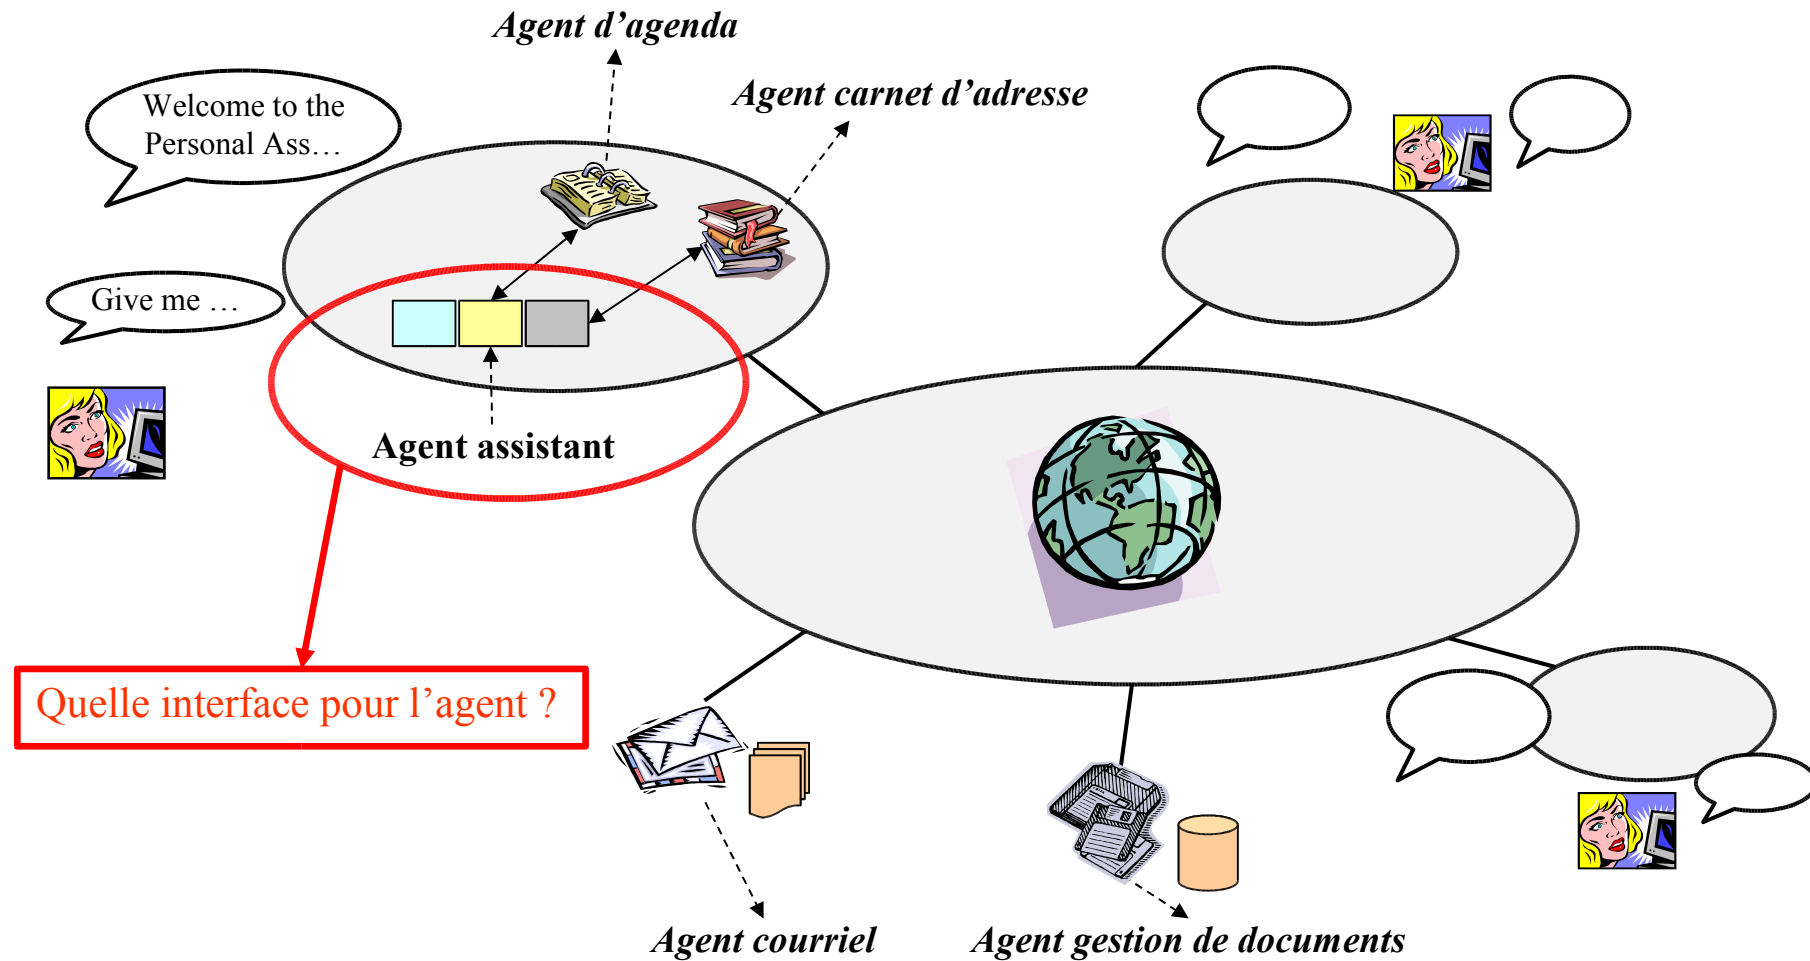 Agent d’agenda
Agent carnet d’adresse
Welcome to the
Personal Ass…
Give me …
Agent assistant
Quelle interface pour l’agent ?
Agent courriel
Agent gestion de documents